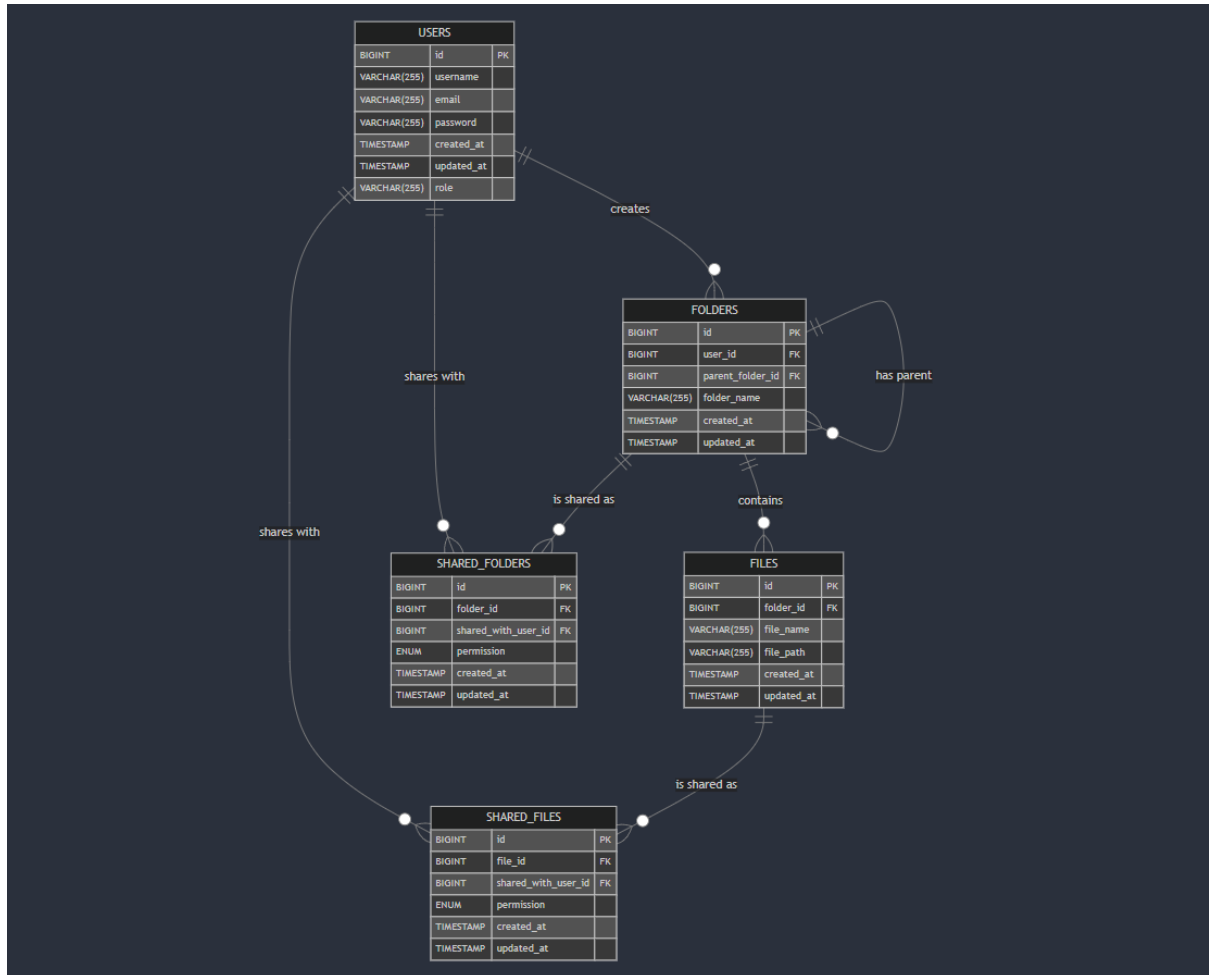 USERS
BIGINT id PK
VARCHAR(255) username
VARCHAR(255) email
VARCHAR(255) password
TIMESTAMP created_at
TIMESTAMP updated_at
VARCHAR(255) role
creates
FOLDERS
BIGINT id PK
BIGINT user_id FK
BIGINT parent_folder_id FK
VARCHAR(255) folder_name
TIMESTAMP created_at
TIMESTAMP updated_at
has parent
shares with
is shared as
contains
shares with
SHARED_FOLDERS
BIGINT id PK
BIGINT folder_id FK
BIGINT shared_with_user_id FK
ENUM permission
TIMESTAMP created_at
TIMESTAMP updated_at
FILES
BIGINT id PK
BIGINT folder_id FK
VARCHAR(255) file_name
VARCHAR(255) file_path
TIMESTAMP created_at
TIMESTAMP updated_at
is shared as
SHARED_FILES
BIGINT id PK
BIGINT file_id FK
BIGINT shared_with_user_id FK
ENUM permission
TIMESTAMP created_at
TIMESTAMP updated_at